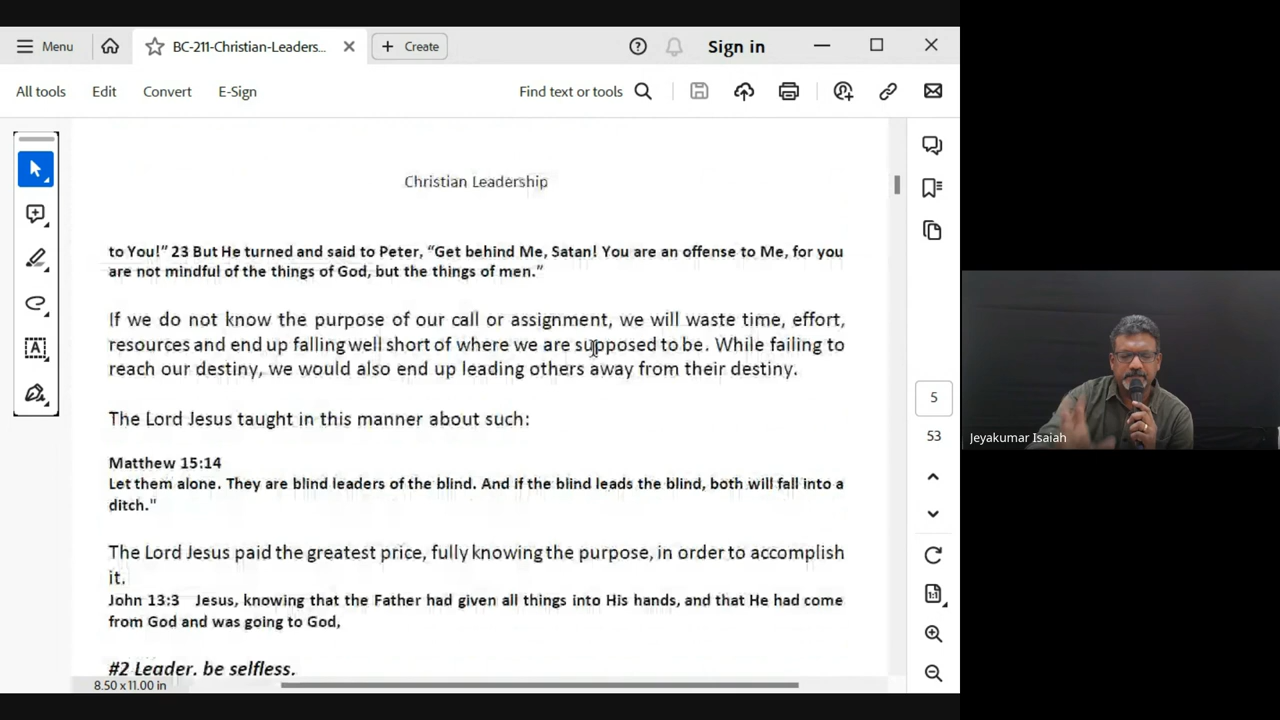 Menu
BC-211-Christian-Leaders...
Create
Sign in
All tools
Edit
Convert
E-Sign
Find text or tools
Christian Leadership
to You!” 23 But He turned and said to Peter, “Get behind Me, Satan! You are an offense to Me, for you
are not mindful of the things of God, but the things of men.”
If we do not know the purpose of our call or assignment, we will waste time, effort,
resources and end up falling well short of where we are supposed to be. While failing to
reach our destiny, we would also end up leading others away from their destiny.
The Lord Jesus taught in this manner about such:
Matthew 15:14
Let them alone. They are blind leaders of the blind. And if the blind leads the blind, both will fall into a
ditch."
The Lord Jesus paid the greatest price, fully knowing the purpose, in order to accomplish
it.
John 13:3 Jesus, knowing that the Father had given all things into His hands, and that He had come
from God and was going to God,
#2 Leader, be selfless.
8.50 x 11.00 in
5
53
1:1
Jeyakumar Isaiah